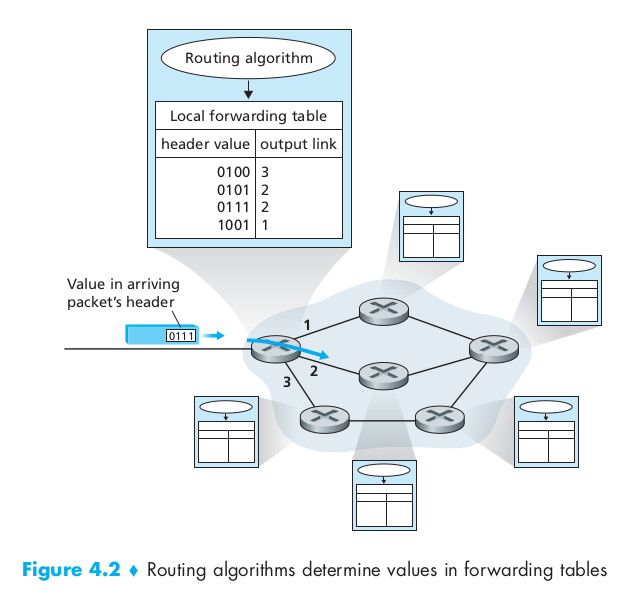 Routing algorithm
Local forwarding table
header value output link
0100 3
0101 2
0111 2
1001 1
Value in arriving
packet's header
0111
1
2
3
Figure 4.2 ♦ Routing algorithms determine values in forwarding tables